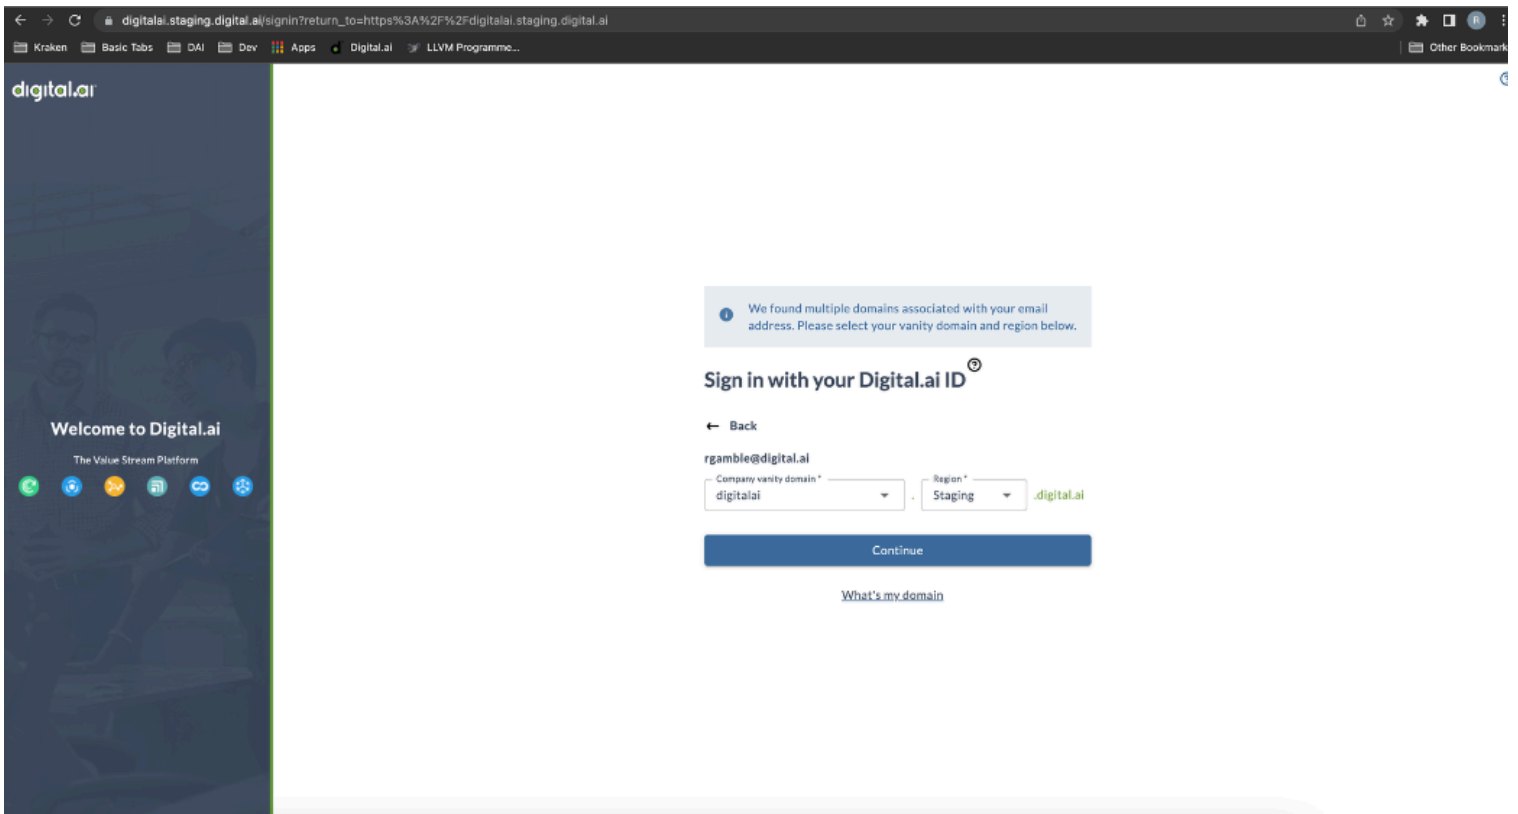 digitalai.staging.digital.ai/signin?return_to=https%3A%2F%2Fdigitalai.staging.digital.ai
R
Kraken Basic Tabs DAI Dev Apps Digital.ai LLVM Programme... Other Bookmark
digital.ai
We found multiple domains associated with your email
address. Please select your vanity domain and region below.
Sign in with your Digital.ai ID
← Back
rgamble@digital.ai
Company vanity domain * Region *
digitalai . Staging .digital.ai
Continue
What's my domain
Welcome to Digital.ai
The Value Stream Platform